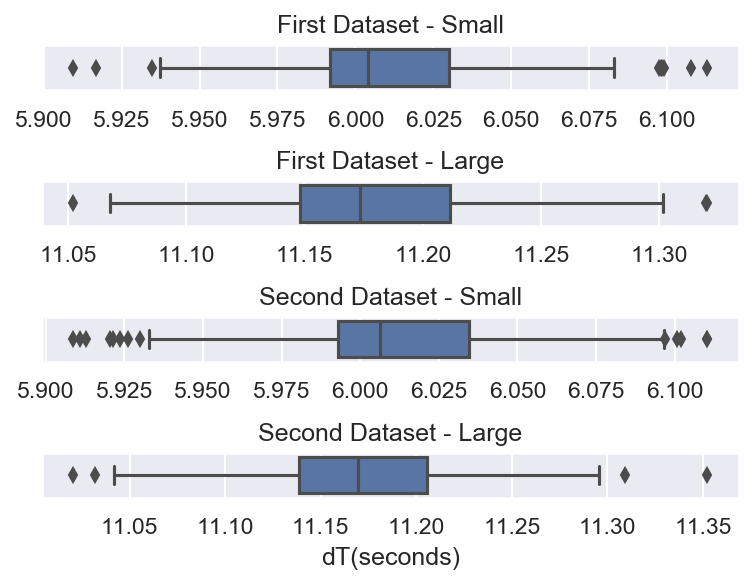 First Dataset - Small
5.900 5.925 5.950 5.975 6.000 6.025 6.050 6.075 6.100
First Dataset - Large
11.05 11.10 11.15 11.20 11.25 11.30
Second Dataset - Small
5.900 5.925 5.950 5.975 6.000 6.025 6.050 6.075 6.100
Second Dataset - Large
11.05 11.10 11.15 11.20 11.25 11.30 11.35
dT(seconds)